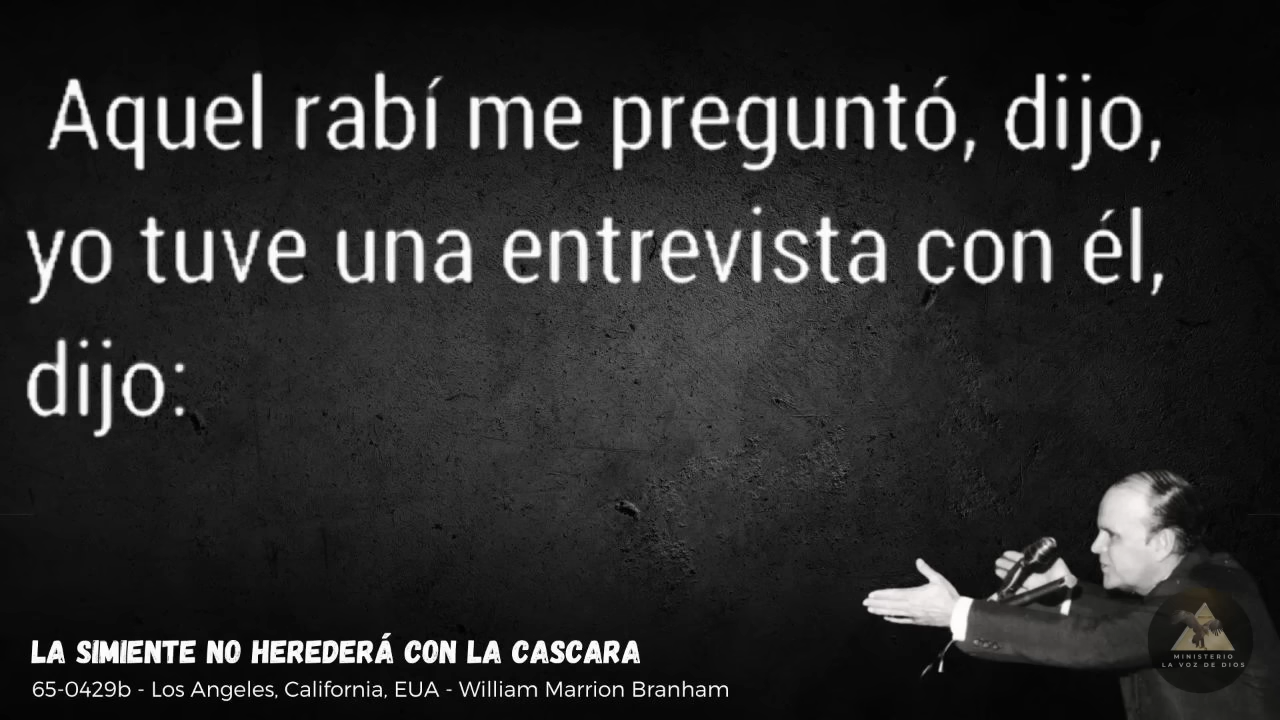 Aquel rabí me preguntó, dijo,
yo tuve una entrevista con él,
dijo:
LA SIMIENTE NO HEREDERÁ CON LA CASCARA
65-0429b - Los Angeles, California, EUA - William Marrion Branham
MINISTERIO
LA VOZ DE DIOS